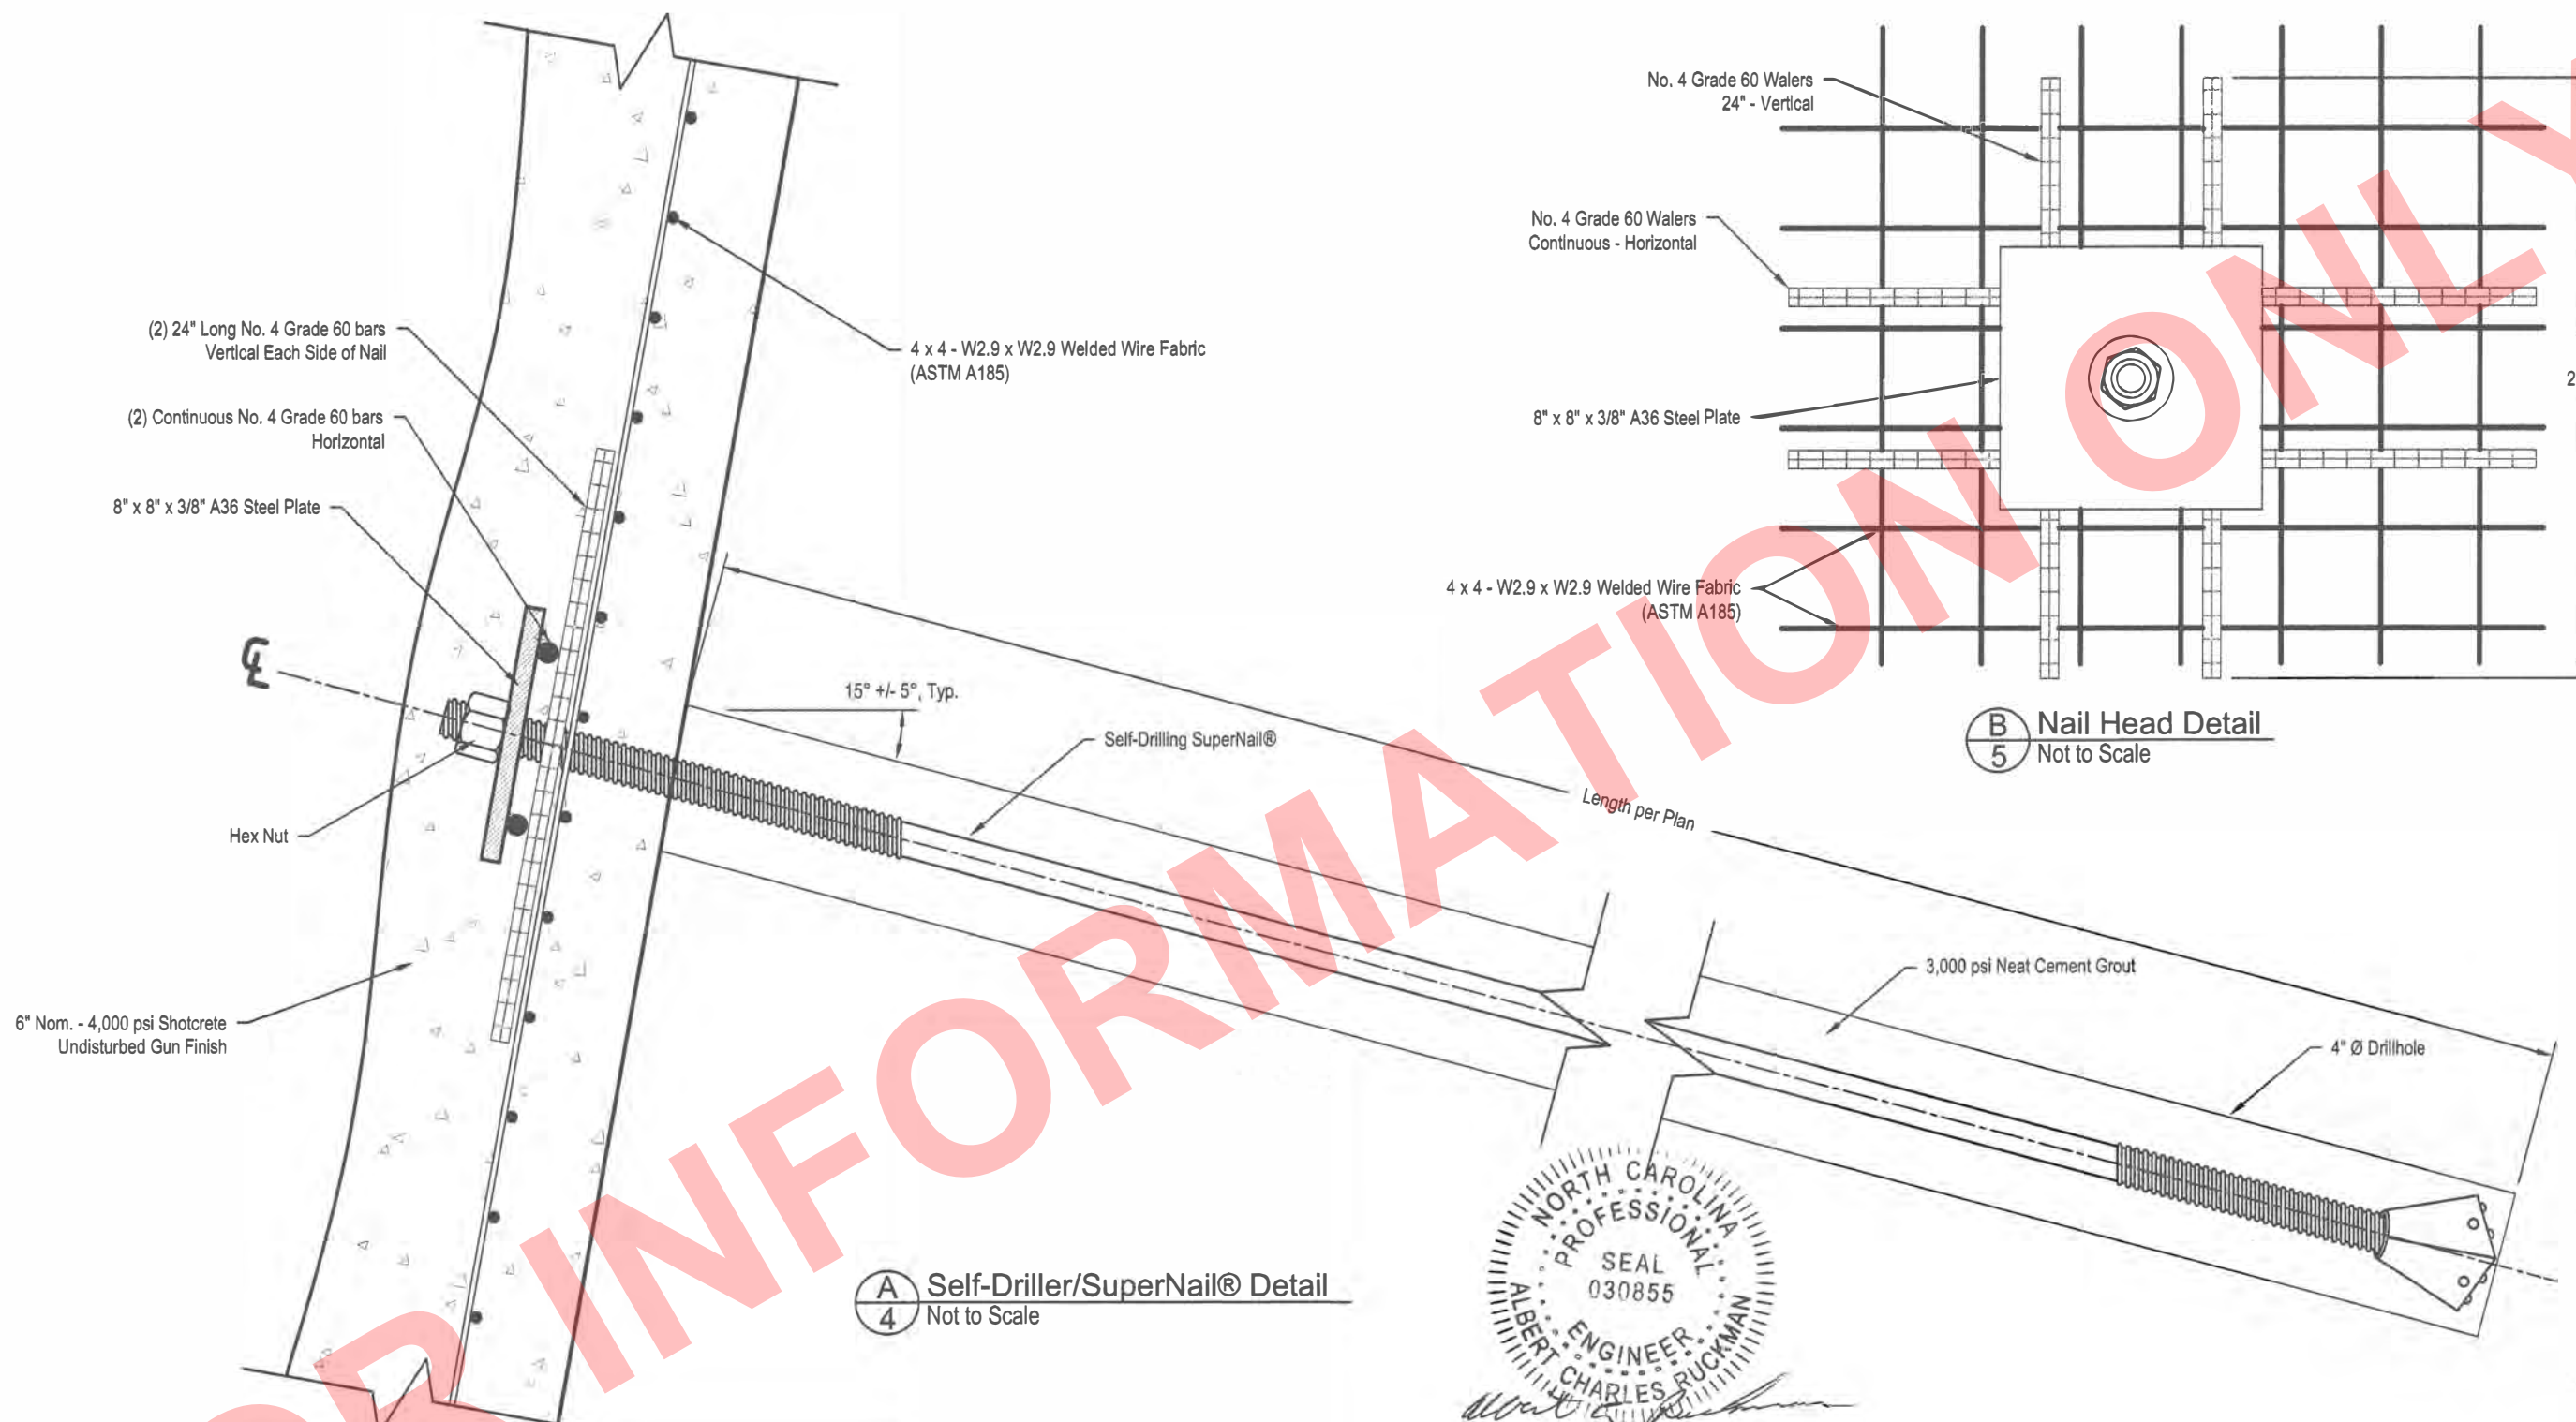 (2) 24" Long No. 4 Grade 60 bars
Vertical Each Side of Nail
(2) Continuous No. 4 Grade 60 bars
Horizontal
8" x 8" x 3/8" A36 Steel Plate
Hex Nut
6" Nom. - 4,000 psi Shotcrete
Undisturbed Gun Finish
4 x 4 - W2.9 x W2.9 Welded Wire Fabric
(ASTM A185)
15° +/- 5°, Typ.
Self-Drilling SuperNail®
Length per Plan
3,000 psi Neat Cement Grout
4" Ø Drillhole
A
4
Self-Driller/SuperNail® Detail
Not to Scale
No. 4 Grade 60 Walers
24" - Vertical
No. 4 Grade 60 Walers
Continuous - Horizontal
8" x 8" x 3/8" A36 Steel Plate
4 x 4 - W2.9 x W2.9 Welded Wire Fabric
(ASTM A185)
2
B
5
Nail Head Detail
Not to Scale
NORTH CAROLINA
PROFESSIONAL
SEAL
030855
ENGINEER
ALBERT CHARLES RUCKMAN
OR INFORMATION ONLY